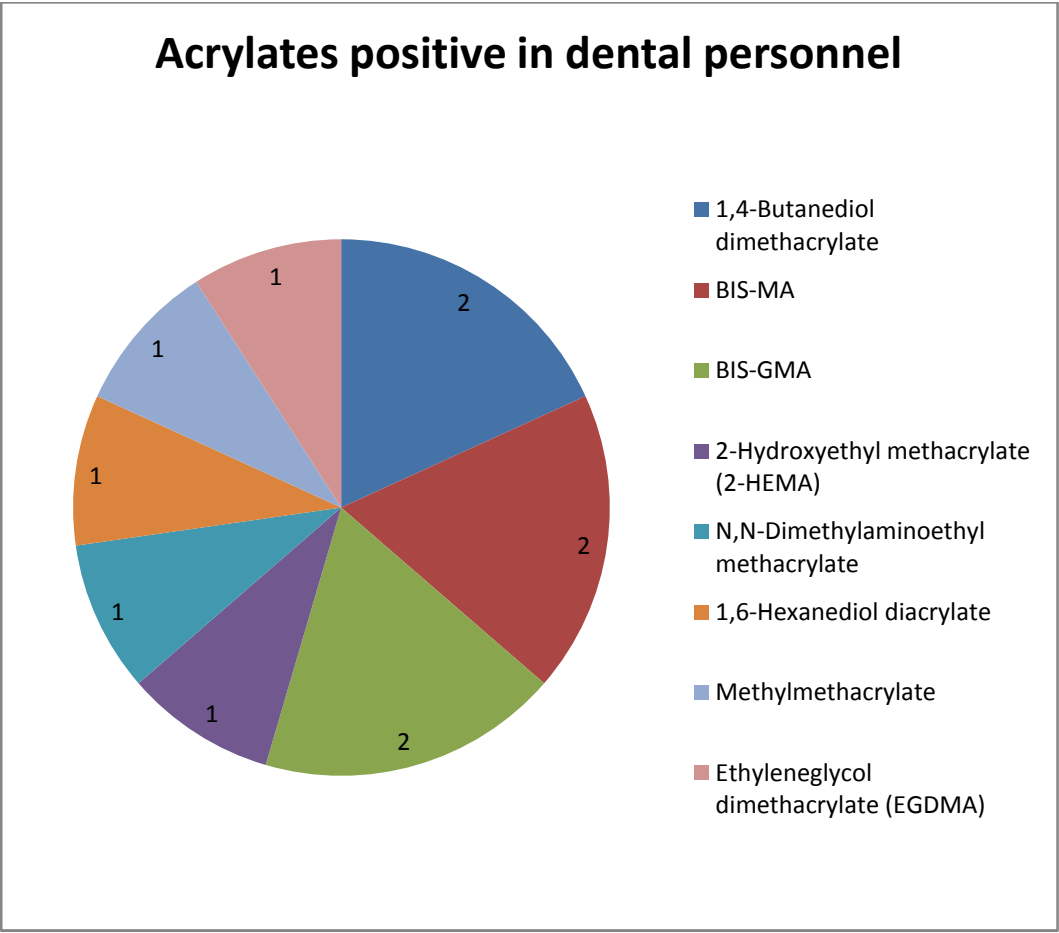 Acrylates positive in dental personnel
2
2
2
1
1
1
1
1
1,4-Butanediol
dimethacrylate
BIS-MA
BIS-GMA
2-Hydroxyethyl methacrylate
(2-HEMA)
N,N-Dimethylaminoethyl
methacrylate
1,6-Hexanediol diacrylate
Methylmethacrylate
Ethyleneglycol
dimethacrylate (EGDMA)